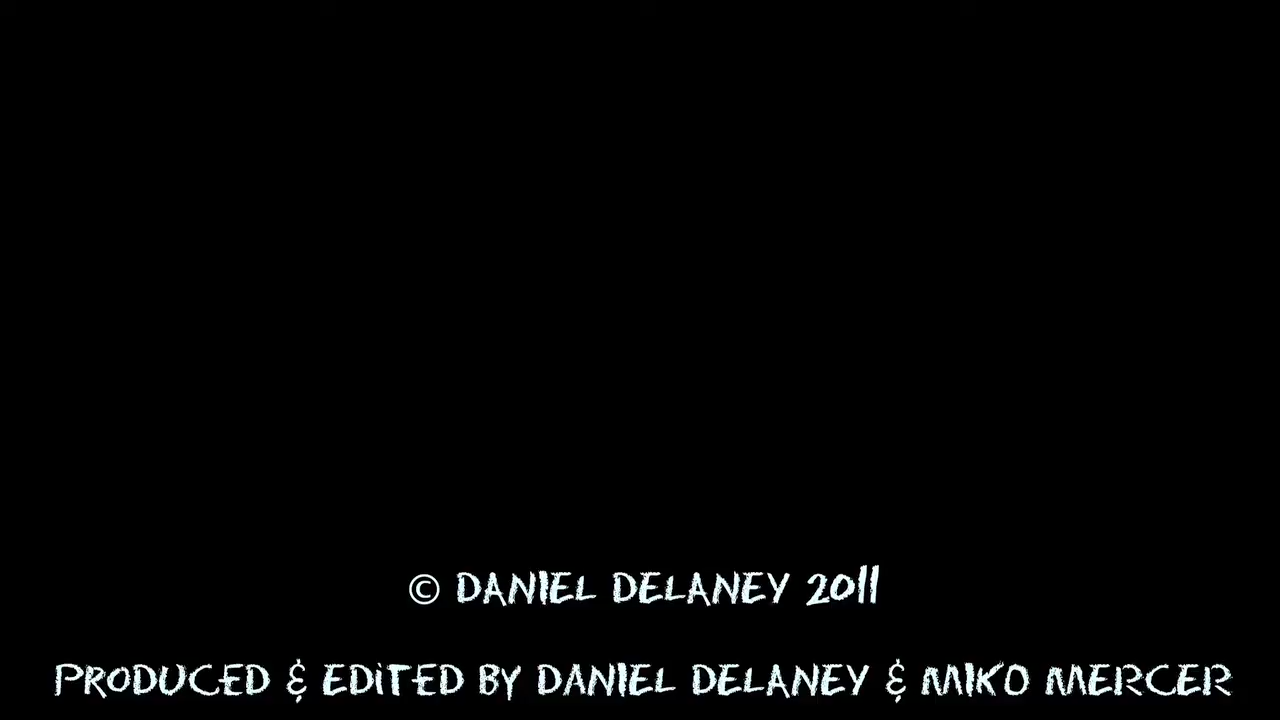 © DANIEL DELANEY 2011
PRODUCED & EDITED BY DANIEL DELANEY & MIKO MERCER